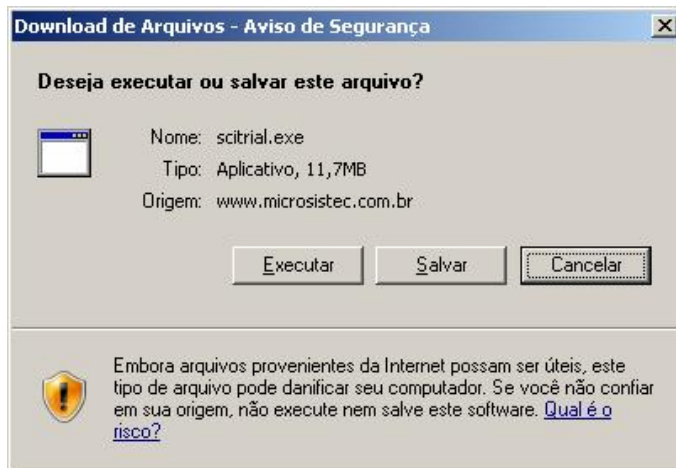 Download de Arquivos - Aviso de Segurança
Deseja executar ou salvar este arquivo?
Nome: scitrial.exe
Tipo: Aplicativo, 11,7MB
Origem: www.microsistec.com.br
Executar Salvar Cancelar
Embora arquivos provenientes da Internet possam ser úteis, este
tipo de arquivo pode danificar seu computador. Se você não confiar
em sua origem, não execute nem salve este software. Qual é o
risco?